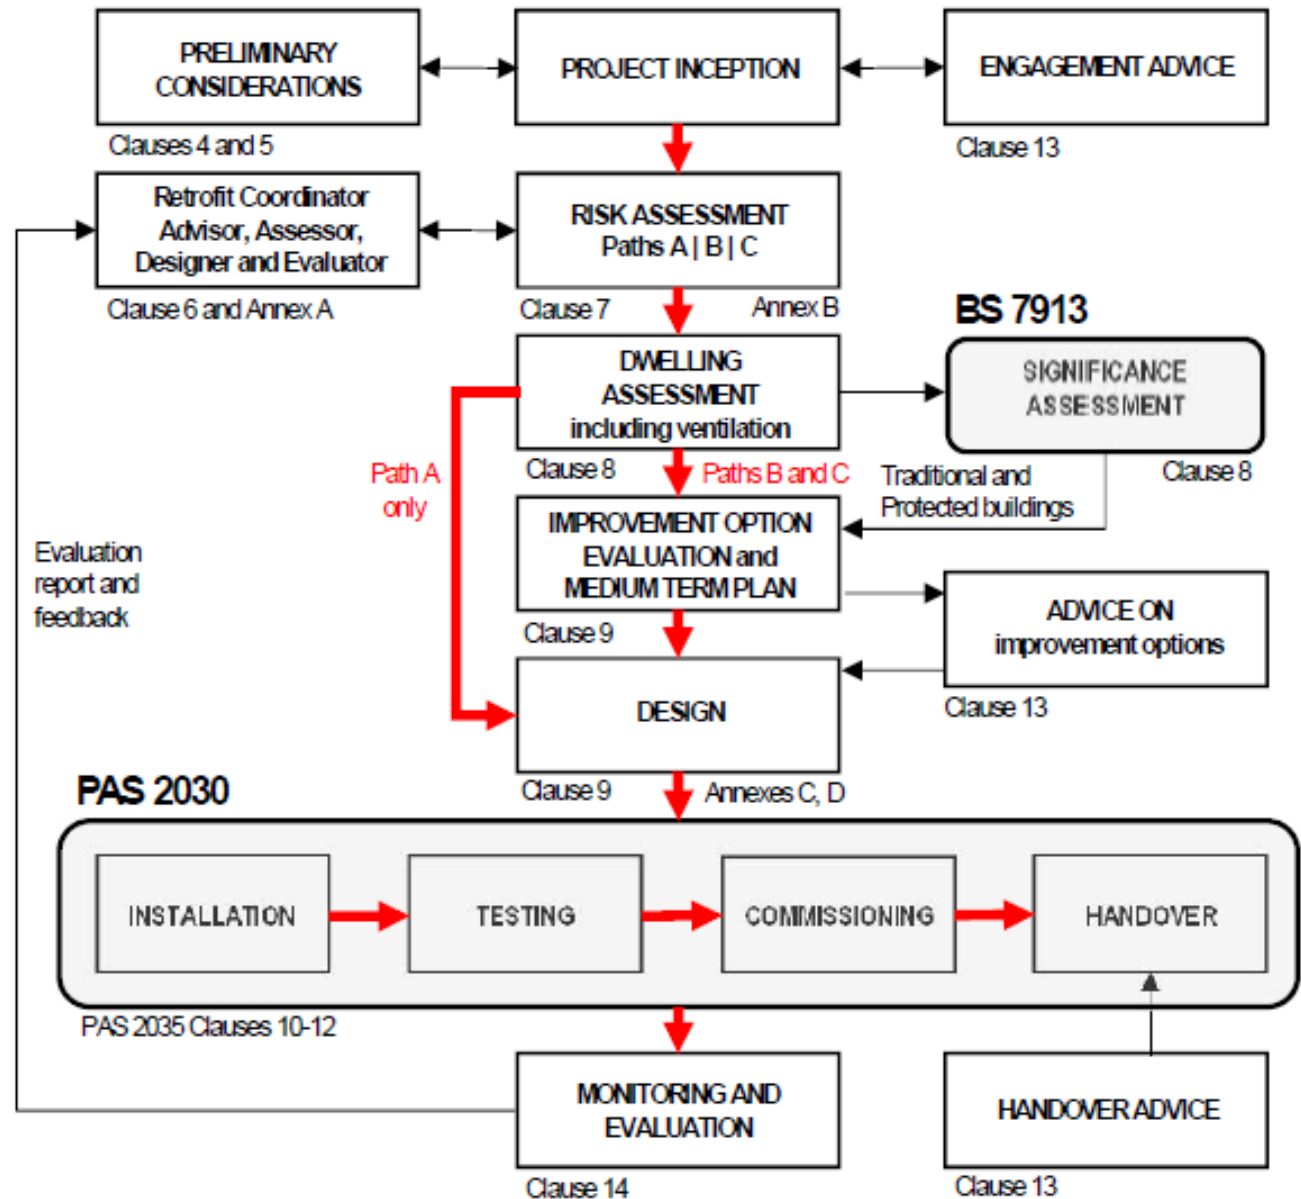 PRELIMINARY
CONSIDERATIONS
PROJECT INCEPTION
ENGAGEMENT ADVICE
Clauses 4 and 5
Clause 13
Retrofit Coordinator
Advisor, Assessor,
Designer and Evaluator
RISK ASSESSMENT
Paths A | B | C
Clause 6 and Annex A
Clause 7
Annex B
BS 7913
DWELLING
ASSESSMENT
including ventilation
SIGNIFICANCE
ASSESSMENT
Path A
only
Clause 8
Paths B and C
Traditional and
Protected buildings
Clause 8
Evaluation
report and
feedback
IMPROVEMENT OPTION
EVALUATION and
MEDIUM TERM PLAN
Clause 9
ADVICE ON
improvement options
Clause 13
DESIGN
Clause 9
Annexes C, D
PAS 2030
INSTALLATION
TESTING
COMMISSIONING
HANDOVER
PAS 2035 Clauses 10-12
MONITORING AND
EVALUATION
HANDOVER ADVICE
Clause 14
Clause 13